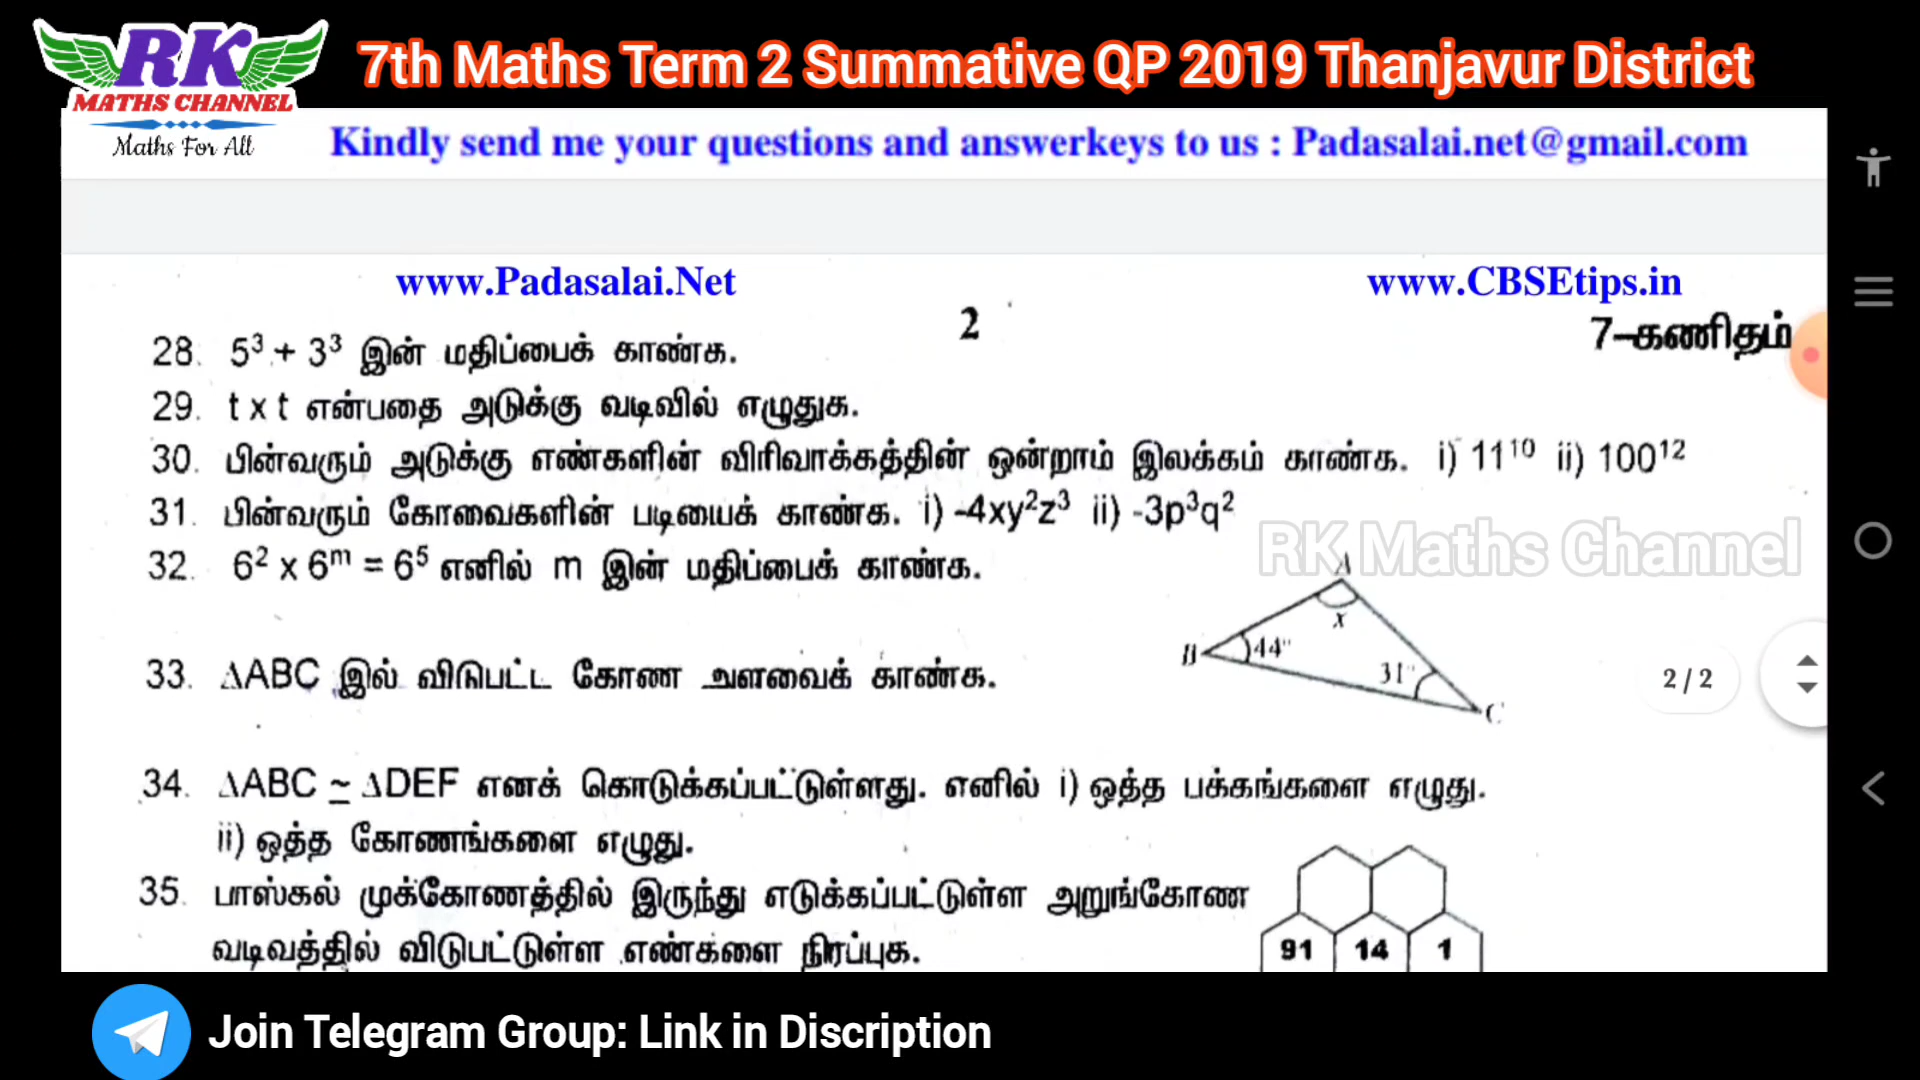 RK
MATHS CHANNEL
Maths For All
7th Maths Term 2 Summative QP 2019 Thanjavur District
Kindly send me your questions and answerkeys to us : Padasalai.net@gmail.com
www.Padasalai.Net
www.CBSEtips.in
2
7–கணிதம்
28. 5³ + 3³ இன் மதிப்பைக் காண்க.
29. t x t என்பதை அடுக்கு வடிவில் எழுதுக.
30. பின்வரும் அடுக்கு எண்களின் விரிவாக்கத்தின் ஒன்றாம் இலக்கம் காண்க. i) 11¹⁰ ii) 100¹²
31. பின்வரும் கோவைகளின் படியைக் காண்க. i) -4xy²z³ ii) -3p³q²
RK Maths Channel
32. 6² x 6ᵐ = 6⁵ எனில் m இன் மதிப்பைக் காண்க.
A
x
B 44°
31°
C
33. ΔABC இல் விடுபட்ட கோண அளவைக் காண்க.
2 / 2
34. ΔABC ≃ ΔDEF எனக் கொடுக்கப்பட்டுள்ளது. எனில் i) ஒத்த பக்கங்களை எழுது.
ii) ஒத்த கோணங்களை எழுது.
35. பாஸ்கல் முக்கோணத்தில் இருந்து எடுக்கப்பட்டுள்ள அறுங்கோண
வடிவத்தில் விடுபட்டுள்ள எண்களை நிரப்புக.
91 14 1
Join Telegram Group: Link in Discription